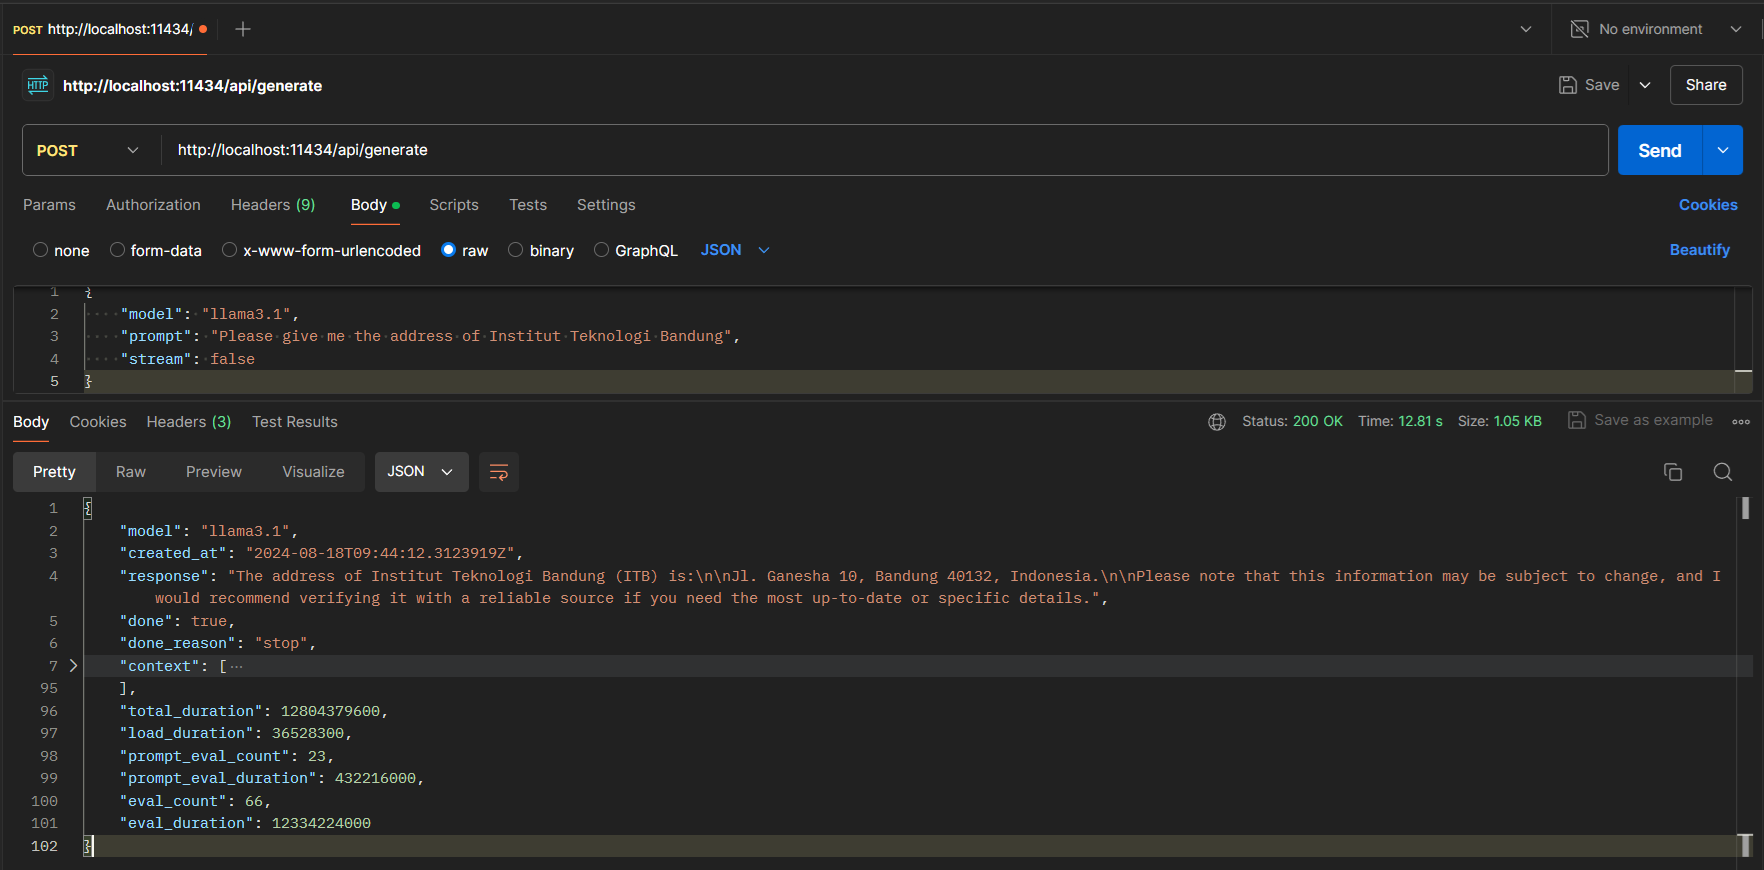 POST http://localhost:11434/
No environment
HTTP http://localhost:11434/api/generate
Save
Share
POST http://localhost:11434/api/generate
Send
Params Authorization Headers (9) Body Scripts Tests Settings Cookies
none form-data x-www-form-urlencoded raw binary GraphQL JSON Beautify
1 {
2 ····"model":·"llama3.1",
3 ····"prompt":·"Please·give·me·the·address·of·Institut·Teknologi·Bandung",
4 ····"stream":·false
5 }
Body Cookies Headers (3) Test Results Status: 200 OK Time: 12.81 s Size: 1.05 KB Save as example
Pretty Raw Preview Visualize JSON
1 {
2 "model": "llama3.1",
3 "created_at": "2024-08-18T09:44:12.3123919Z",
4 "response": "The address of Institut Teknologi Bandung (ITB) is:\n\nJl. Ganesha 10, Bandung 40132, Indonesia.\n\nPlease note that this information may be subject to change, and I
would recommend verifying it with a reliable source if you need the most up-to-date or specific details.",
5 "done": true,
6 "done_reason": "stop",
7 "context": [ ···
95 ],
96 "total_duration": 12804379600,
97 "load_duration": 36528300,
98 "prompt_eval_count": 23,
99 "prompt_eval_duration": 432216000,
100 "eval_count": 66,
101 "eval_duration": 12334224000
102 }